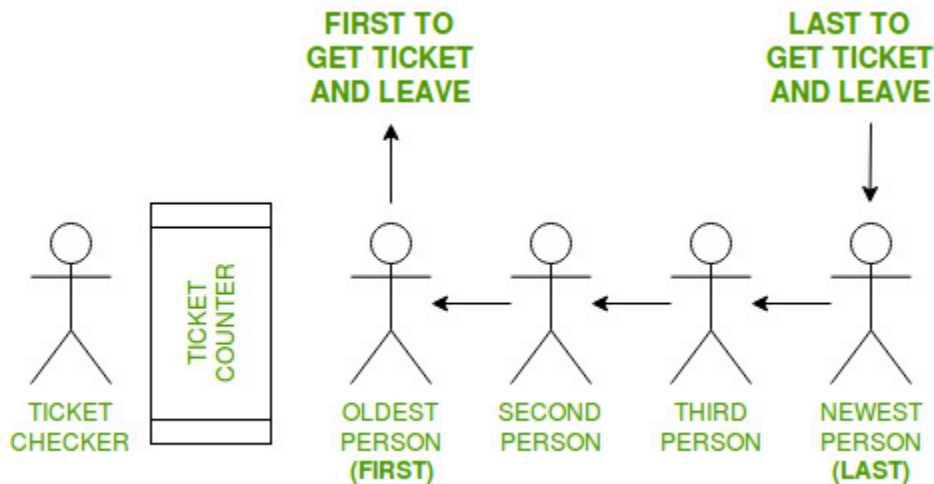 FIRST TO
GET TICKET
AND LEAVE
LAST TO
GET TICKET
AND LEAVE
TICKET
COUNTER
TICKET
CHECKER
OLDEST
PERSON
(FIRST)
SECOND
PERSON
THIRD
PERSON
NEWEST
PERSON
(LAST)